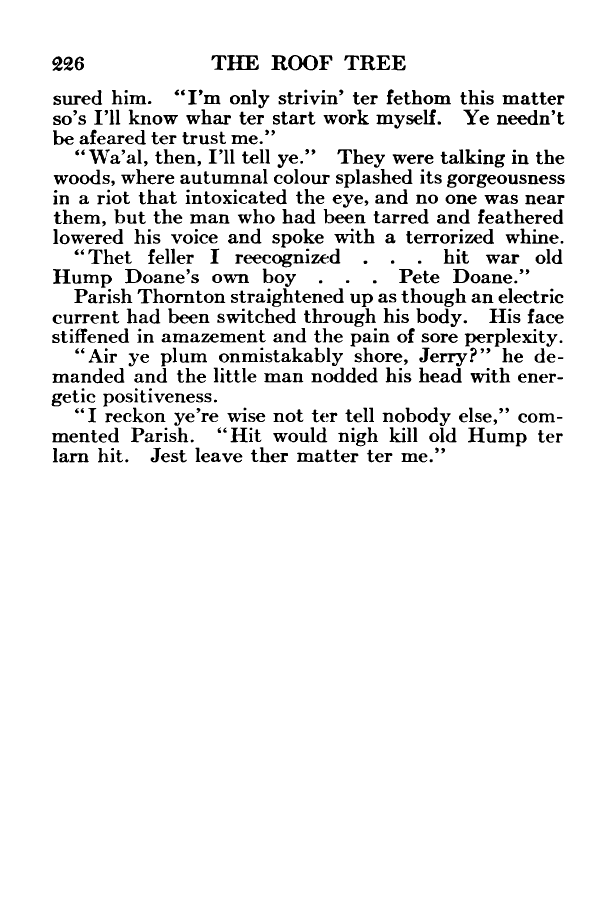 226 THE ROOF TREE
sured him. "I'm only strivin' ter fethom this matter
so's I'll know whar ter start work myself. Ye needn't
be afeared ter trust me."
"Wa'al, then, I'll tell ye." They were talking in the
woods, where autumnal colour splashed its gorgeousness
in a riot that intoxicated the eye, and no one was near
them, but the man who had been tarred and feathered
lowered his voice and spoke with a terrorized whine.
"Thet feller I reecognized . . . hit war old
Hump Doane's own boy . . . Pete Doane."
Parish Thornton straightened up as though an electric
current had been switched through his body. His face
stiffened in amazement and the pain of sore perplexity.
"Air ye plum onmistakably shore, Jerry?" he de-
manded and the little man nodded his head with ener-
getic positiveness.
"I reckon ye're wise not ter tell nobody else," com-
mented Parish. "Hit would nigh kill old Hump ter
larn hit. Jest leave ther matter ter me."